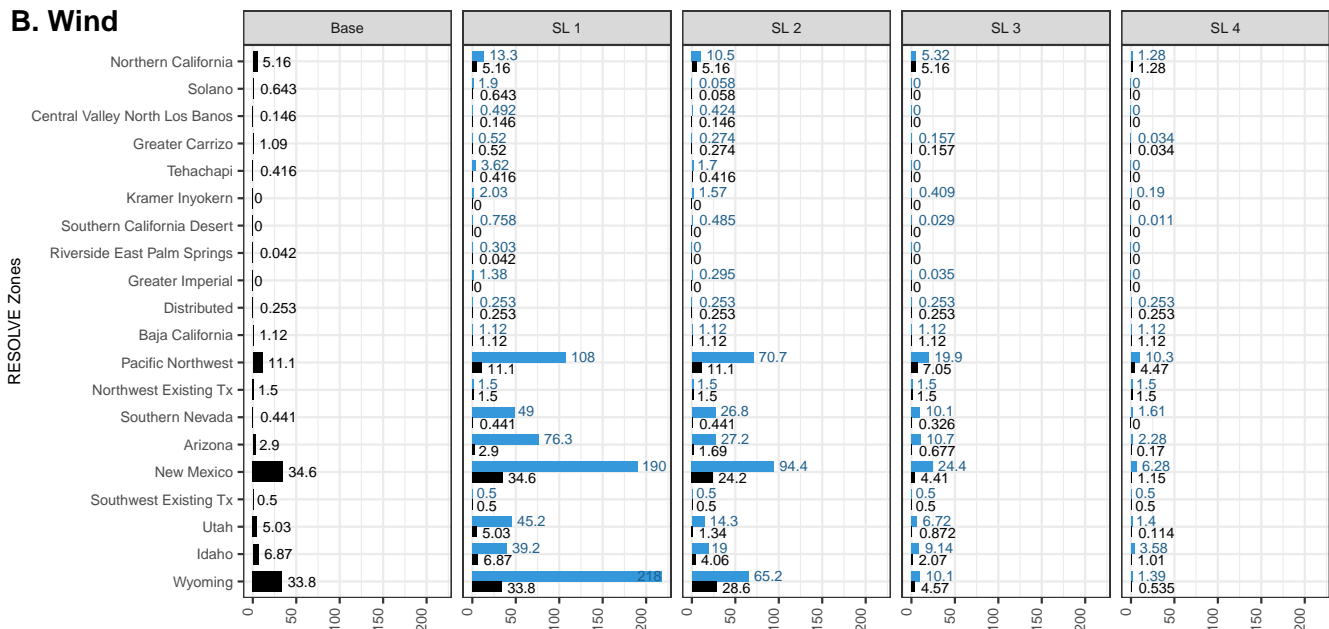 B. Wind
Base SL 1 SL 2 SL 3 SL 4
RESOLVE Zones
Northern California 5.16 13.3 10.5 5.32 1.28
5.16 5.16 5.16 1.28
Solano 0.643 1.9 0.058 0 0
0.643 0.058 0 0
Central Valley North Los Banos 0.146 0.492 0.424 0 0
0.146 0.146 0 0
Greater Carrizo 1.09 0.52 0.274 0.157 0.034
0.52 0.274 0.157 0.034
Tehachapi 0.416 3.62 1.7 0 0
0.416 0.416 0 0
Kramer Inyokern 0 2.03 1.57 0.409 0.19
0 0 0 0
Southern California Desert 0 0.758 0.485 0.029 0.011
0 0 0 0
Riverside East Palm Springs 0.042 0.303 0 0 0
0.042 0 0 0
Greater Imperial 0 1.38 0.295 0.035 0
0 0 0 0
Distributed 0.253 0.253 0.253 0.253 0.253
0.253 0.253 0.253 0.253
Baja California 1.12 1.12 1.12 1.12 1.12
1.12 1.12 1.12 1.12
Pacific Northwest 11.1 108 70.7 19.9 10.3
11.1 11.1 7.05 4.47
Northwest Existing Tx 1.5 1.5 1.5 1.5 1.5
1.5 1.5 1.5 1.5
Southern Nevada 0.441 49 26.8 10.1 1.61
0.441 0.441 0.326 0
Arizona 2.9 76.3 27.2 10.7 2.28
2.9 1.69 0.677 0.17
New Mexico 34.6 190 94.4 24.4 6.28
34.6 24.2 4.41 1.15
Southwest Existing Tx 0.5 0.5 0.5 0.5 0.5
0.5 0.5 0.5 0.5
Utah 5.03 45.2 14.3 6.72 1.4
5.03 1.34 0.872 0.114
Idaho 6.87 39.2 19 9.14 3.58
6.87 4.06 2.07 1.01
Wyoming 33.8 218 65.2 10.1 1.39
33.8 28.6 4.57 0.535
0 50 100 150 200 0 50 100 150 200 0 50 100 150 200 0 50 100 150 200 0 50 100 150 200